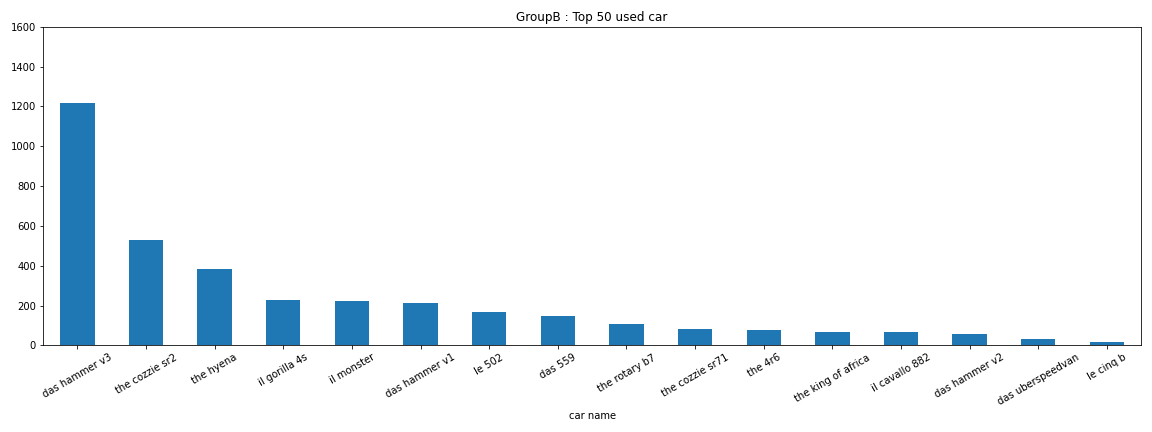 GroupB : Top 50 used car
1600
1400
1200
1000
800
600
400
200
0
das hammer v3
the cozzie sr2
the hyena
il gorilla 4s
il monster
das hammer v1
le 502
das 559
the rotary b7
the cozzie sr71
the 4r6
the king of africa
il cavallo 882
das hammer v2
das uberspeedvan
le cinq b
car name